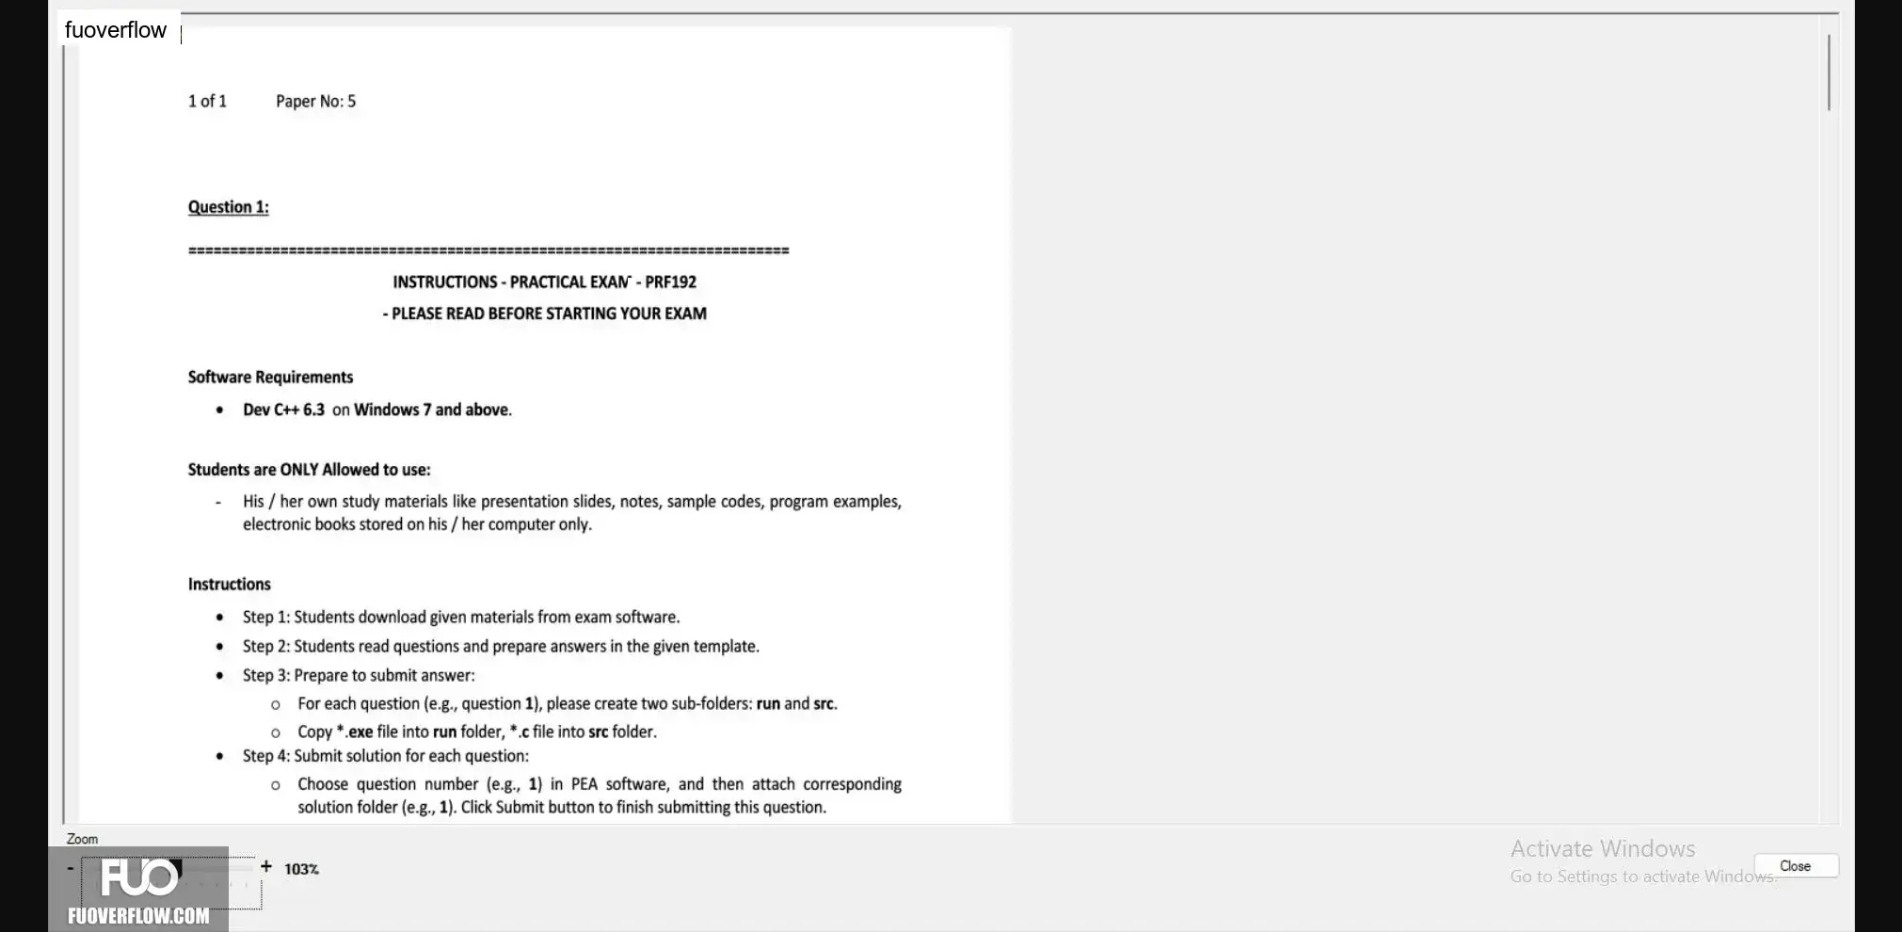 fuoverflow
1 of 1 Paper No: 5
Question 1:
========================================================================
INSTRUCTIONS - PRACTICAL EXAM - PRF192
- PLEASE READ BEFORE STARTING YOUR EXAM
Software Requirements
• Dev C++ 6.3 on Windows 7 and above.
Students are ONLY Allowed to use:
- His / her own study materials like presentation slides, notes, sample codes, program examples,
electronic books stored on his / her computer only.
Instructions
• Step 1: Students download given materials from exam software.
• Step 2: Students read questions and prepare answers in the given template.
• Step 3: Prepare to submit answer:
o For each question (e.g., question 1), please create two sub-folders: run and src.
o Copy *.exe file into run folder, *.c file into src folder.
• Step 4: Submit solution for each question:
o Choose question number (e.g., 1) in PEA software, and then attach corresponding
solution folder (e.g., 1). Click Submit button to finish submitting this question.
Zoom
- + 103%
FUO
FUOVERFLOW.COM
Activate Windows
Go to Settings to activate Windows.
Close